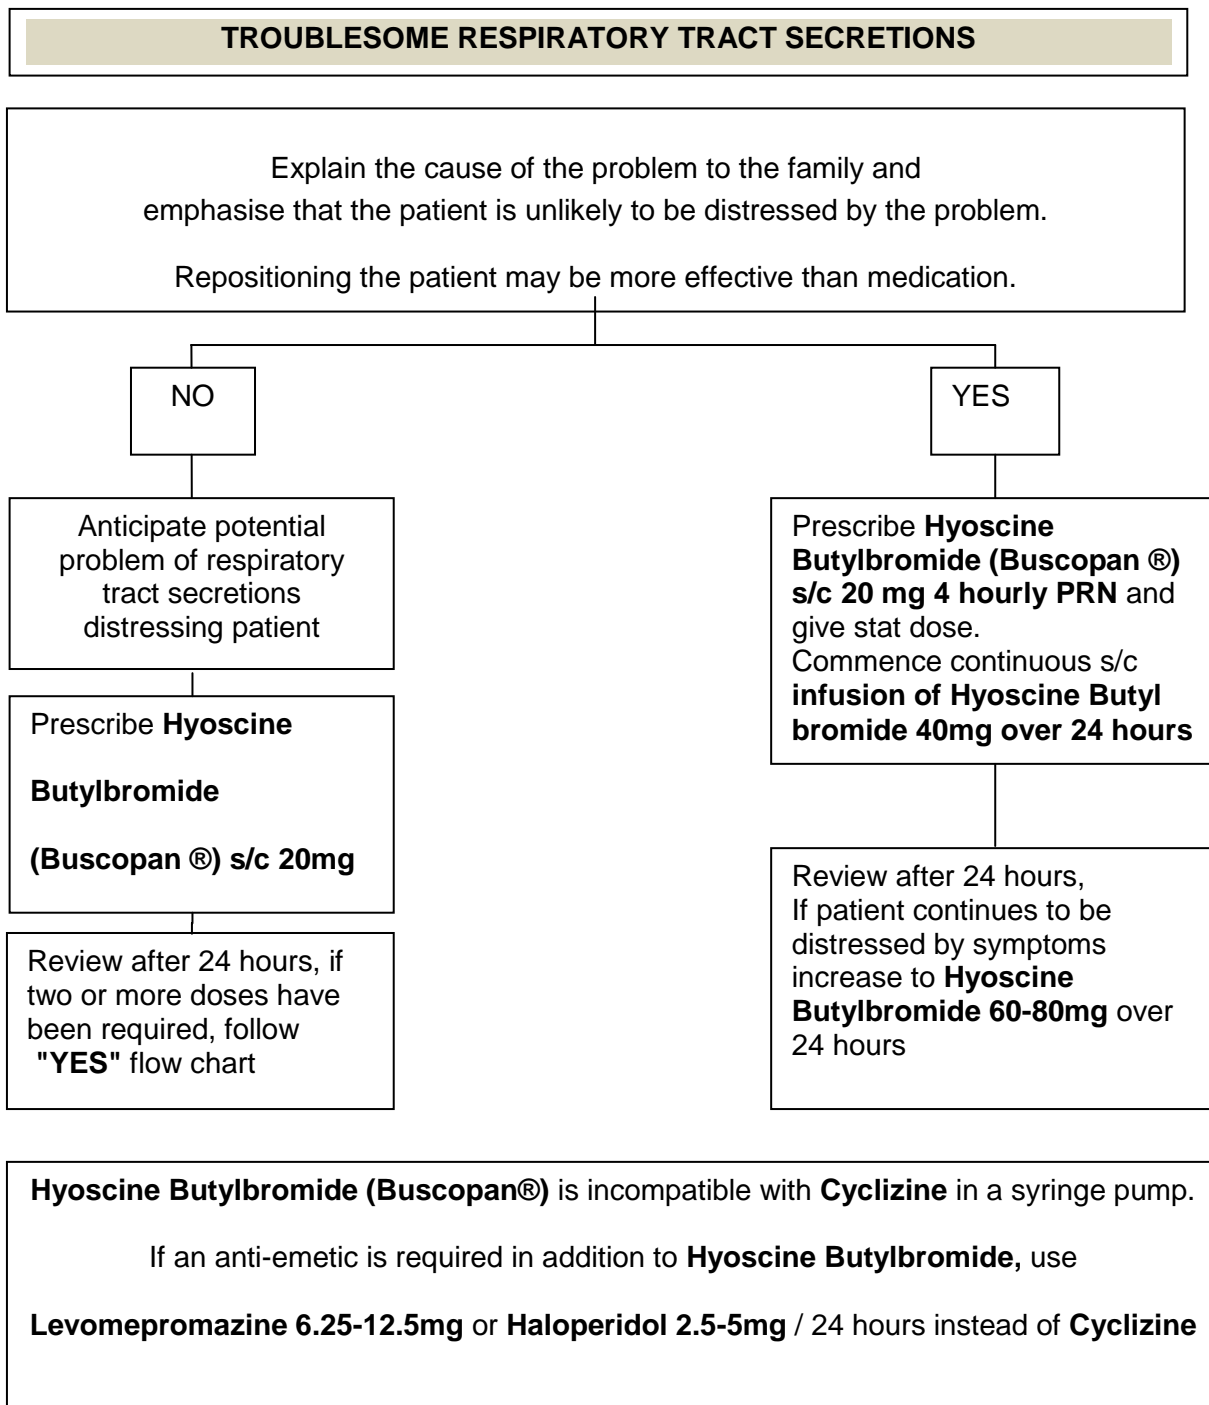 TROUBLESOME RESPIRATORY TRACT SECRETIONS
Explain the cause of the problem to the family and
emphasise that the patient is unlikely to be distressed by the problem.
Repositioning the patient may be more effective than medication.
NO
Anticipate potential
problem of respiratory
tract secretions
distressing patient
Prescribe Hyoscine
Butylbromide
(Buscopan ®) s/c 20mg
Review after 24 hours, if
two or more doses have
been required, follow
"YES" flow chart
YES
Prescribe Hyoscine
Butylbromide (Buscopan ®)
s/c 20 mg 4 hourly PRN and
give stat dose.
Commence continuous s/c
infusion of Hyoscine Butyl
bromide 40mg over 24 hours
Review after 24 hours,
If patient continues to be
distressed by symptoms
increase to Hyoscine
Butylbromide 60-80mg over
24 hours
Hyoscine Butylbromide (Buscopan®) is incompatible with Cyclizine in a syringe pump.
If an anti-emetic is required in addition to Hyoscine Butylbromide, use
Levomepromazine 6.25-12.5mg or Haloperidol 2.5-5mg / 24 hours instead of Cyclizine